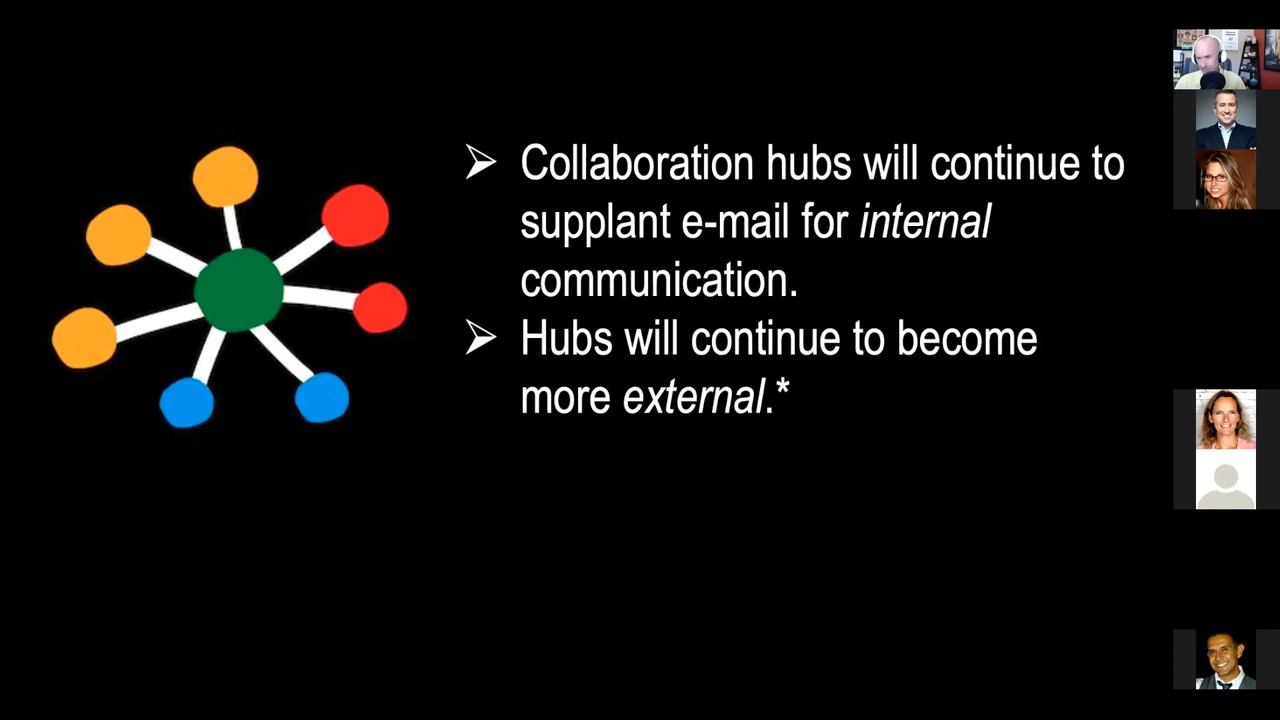 ➢ Collaboration hubs will continue to
supplant e-mail for internal
communication.
➢ Hubs will continue to become
more external.*